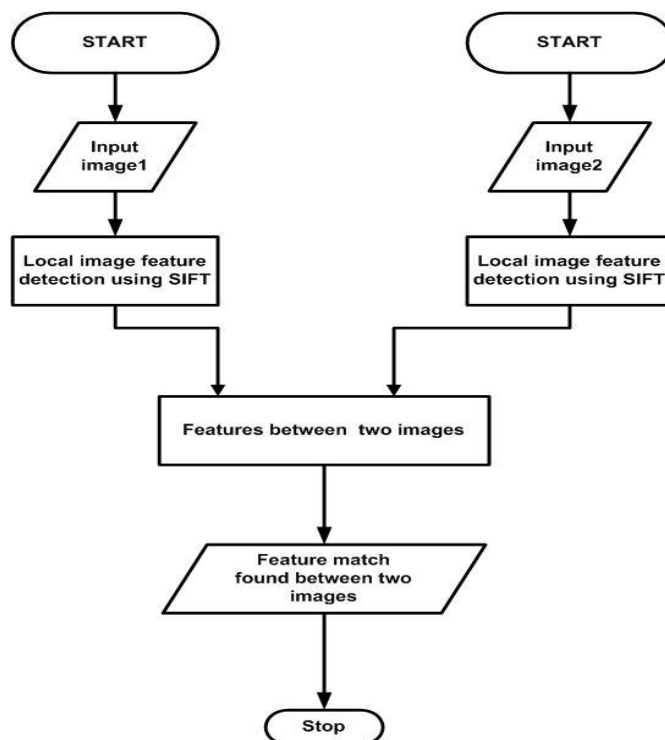 START
START
Input
image1
Input
image2
Local image feature
detection using SIFT
Local image feature
detection using SIFT
Features between two images
Feature match
found between two
images
Stop